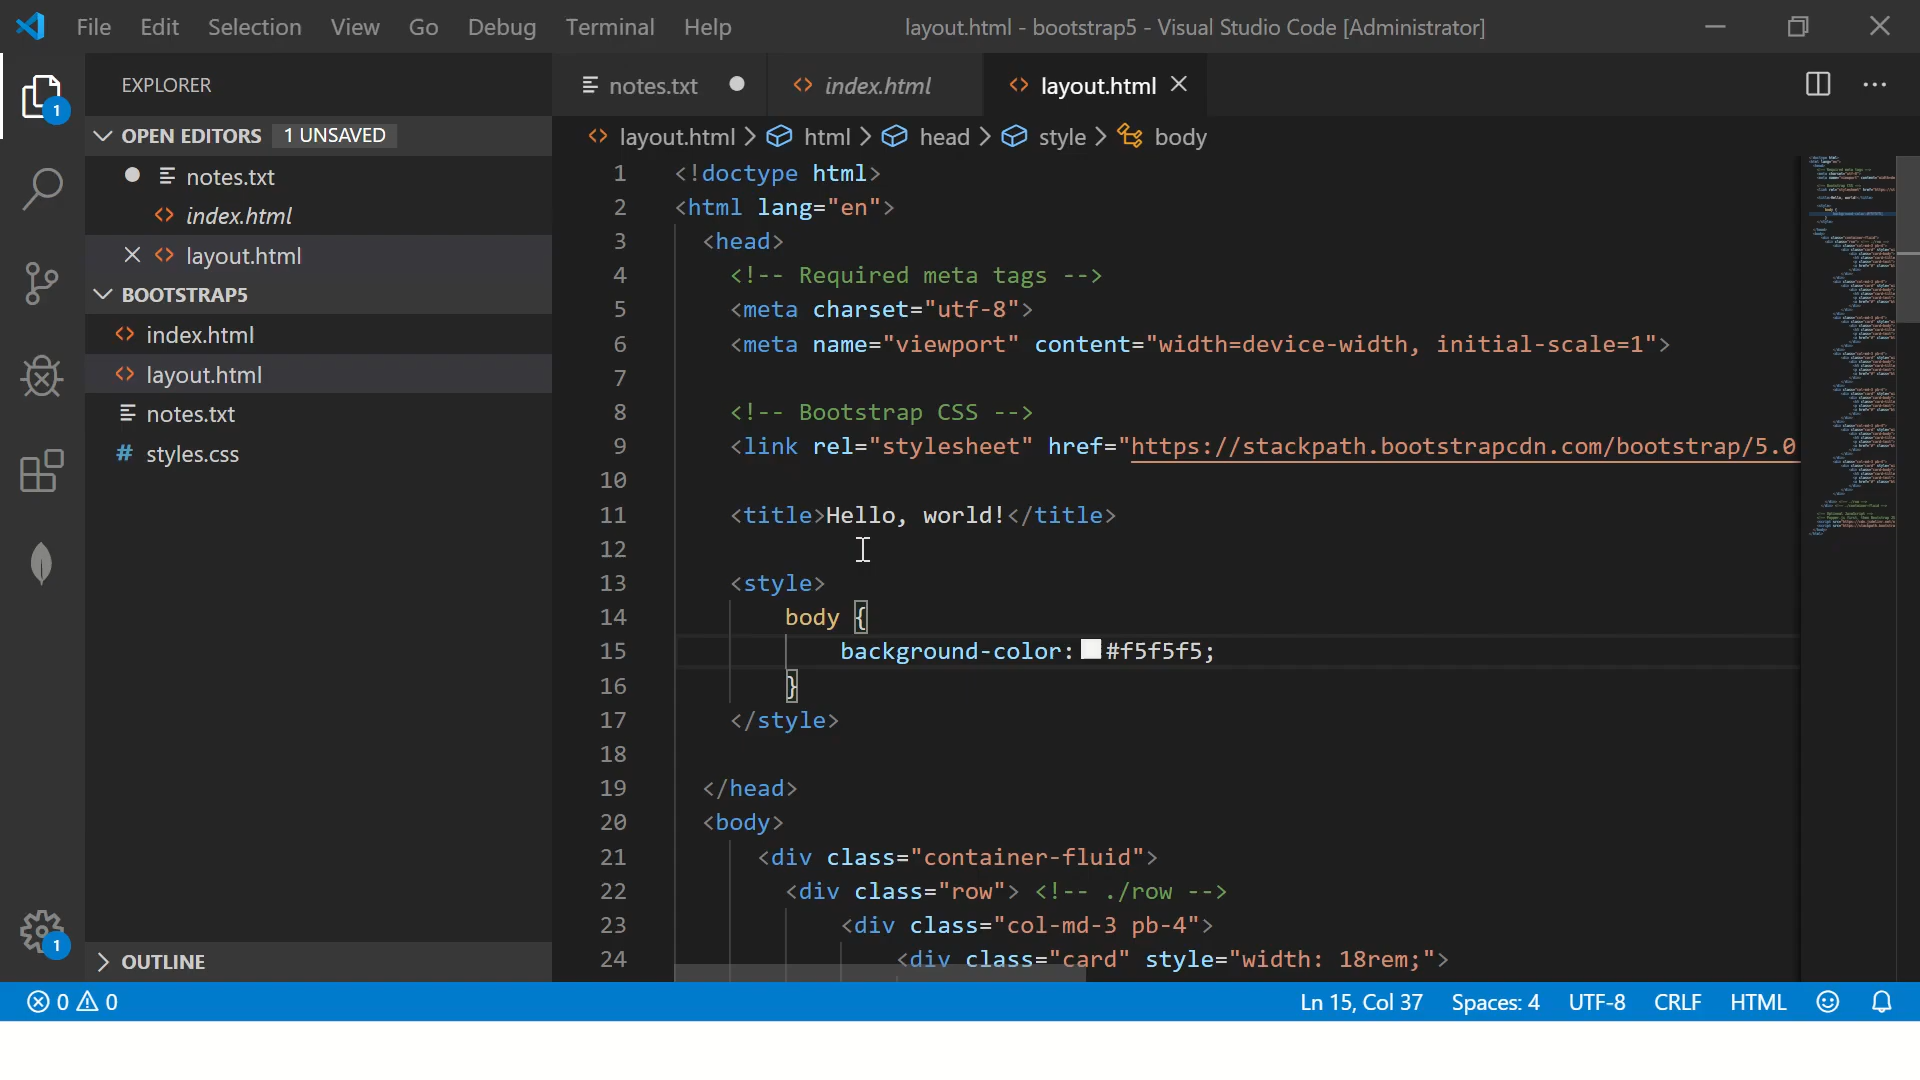 File Edit Selection View Go Debug Terminal Help
layout.html - bootstrap5 - Visual Studio Code [Administrator]
1
EXPLORER
OPEN EDITORS 1 UNSAVED
notes.txt
index.html
layout.html
BOOTSTRAP5
index.html
layout.html
notes.txt
styles.css
1
OUTLINE
notes.txt index.html layout.html
layout.html html head style body
1 <!doctype html>
2 <html lang="en">
3 <head>
4 <!-- Required meta tags -->
5 <meta charset="utf-8">
6 <meta name="viewport" content="width=device-width, initial-scale=1">
7
8 <!-- Bootstrap CSS -->
9 <link rel="stylesheet" href="https://stackpath.bootstrapcdn.com/bootstrap/5.0
10
11 <title>Hello, world!</title>
12
13 <style>
14 body {
15 background-color: #f5f5f5;
16 }
17 </style>
18
19 </head>
20 <body>
21 <div class="container-fluid">
22 <div class="row"> <!-- ./row -->
23 <div class="col-md-3 pb-4">
24 <div class="card" style="width: 18rem;">
0 0 Ln 15, Col 37 Spaces: 4 UTF-8 CRLF HTML